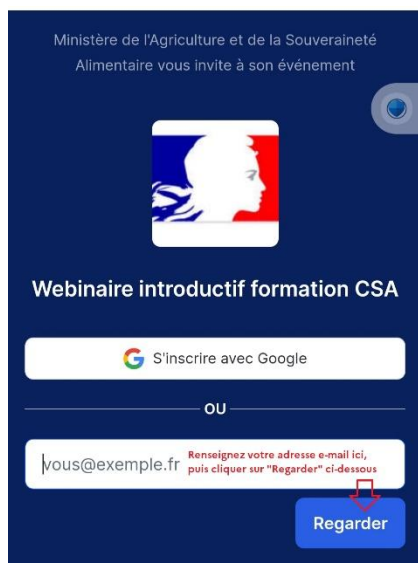 Ministère de l'Agriculture et de la Souveraineté
Alimentaire vous invite à son événement
Webinaire introductif formation CSA
S'inscrire avec Google
OU
vous@exemple.fr
Renseignez votre adresse e-mail ici,
puis cliquer sur "Regarder" ci-dessous
Regarder